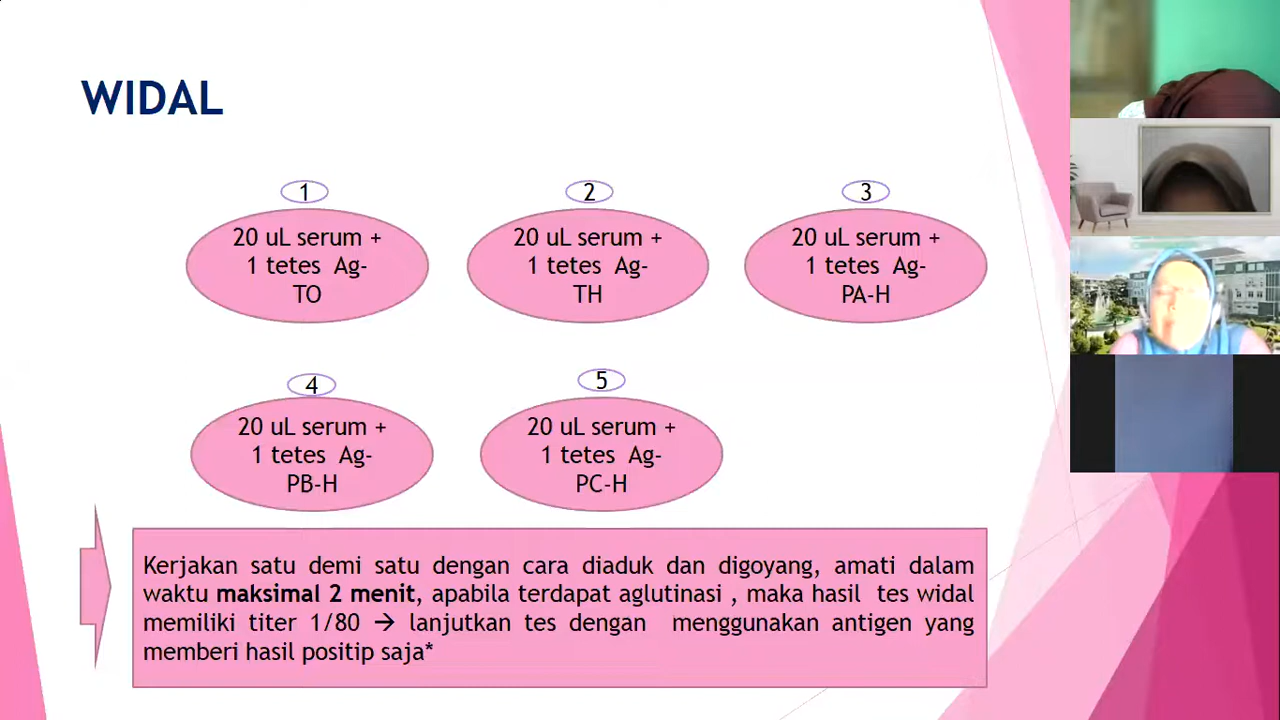 WIDAL
1
20 uL serum +
1 tetes Ag-
TO
2
20 uL serum +
1 tetes Ag-
TH
3
20 uL serum +
1 tetes Ag-
PA-H
4
20 uL serum +
1 tetes Ag-
PB-H
5
20 uL serum +
1 tetes Ag-
PC-H
Kerjakan satu demi satu dengan cara diaduk dan digoyang, amati dalam
waktu maksimal 2 menit, apabila terdapat aglutinasi , maka hasil tes widal
memiliki titer 1/80 → lanjutkan tes dengan menggunakan antigen yang
memberi hasil positip saja*